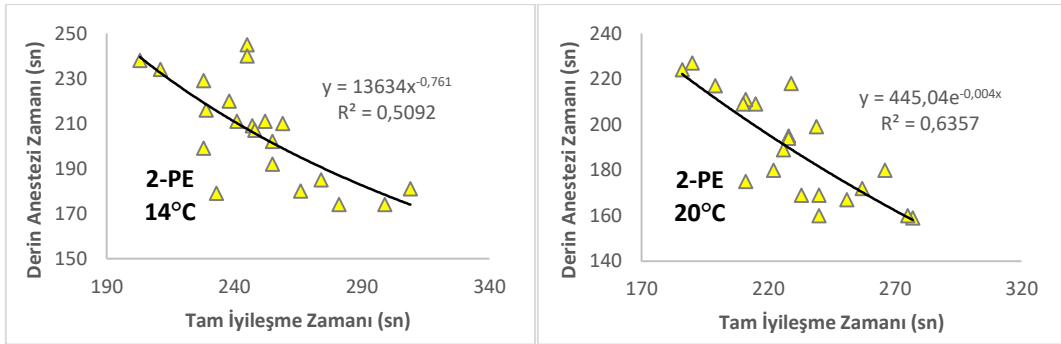 Derin Anestezi Zamanı (sn)
250
230
210
190
170
150
y = 13634x^-0,761
R² = 0,5092
2-PE
14°C
190 240 290 340
Tam İyileşme Zamanı (sn)
Derin Anestezi Zamanı (sn)
240
220
200
180
160
140
y = 445,04e^-0,004x
R² = 0,6357
2-PE
20°C
170 220 270 320
Tam İyileşme Zamanı (sn)